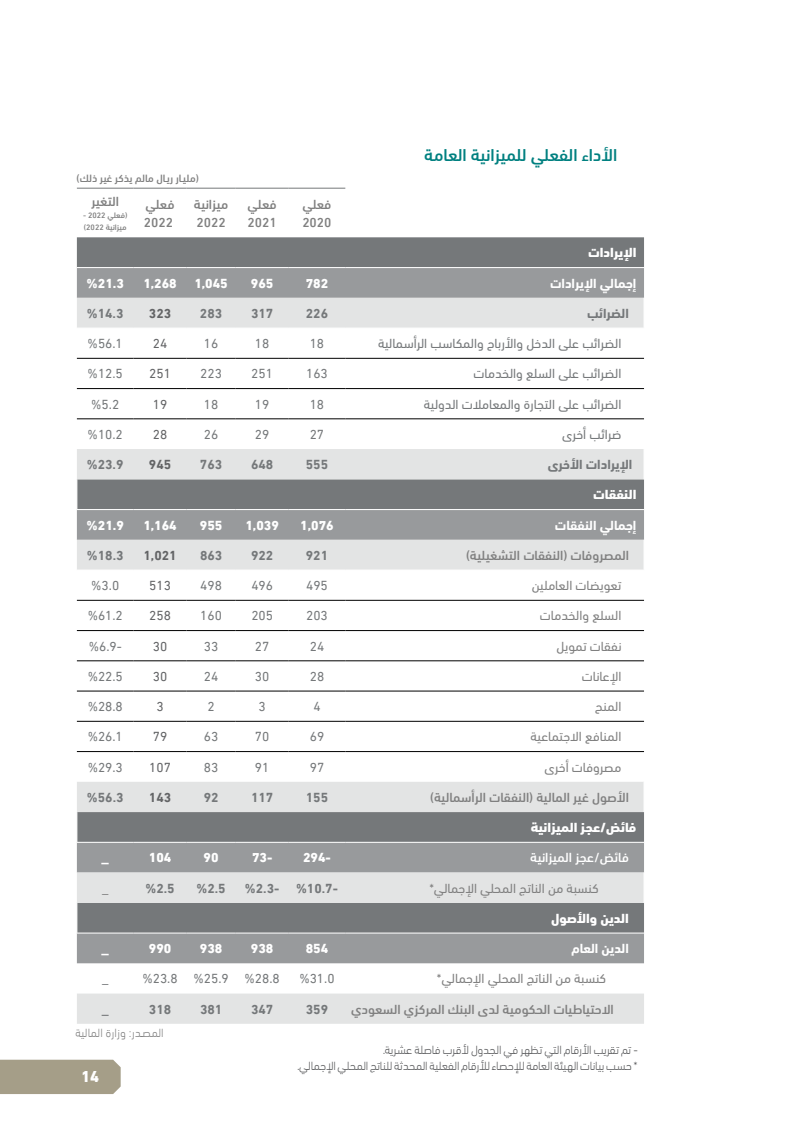 الأداء الفعلي للميزانية العامة
(مليار ريال مالم يذكر غير ذلك)
فعلي 2020 فعلي 2021 ميزانية 2022 فعلي 2022 التغير (فعلي 2022 - ميزانية 2022)
الإيرادات
إجمالي الإيرادات 782 965 1,045 1,268 %21.3
الضرائب 226 317 283 323 %14.3
الضرائب على الدخل والأرباح والمكاسب الرأسمالية 18 18 16 24 %56.1
الضرائب على السلع والخدمات 163 251 223 251 %12.5
الضرائب على التجارة والمعاملات الدولية 18 19 18 19 %5.2
ضرائب أخرى 27 29 26 28 %10.2
الإيرادات الأخرى 555 648 763 945 %23.9
النفقات
إجمالي النفقات 1,076 1,039 955 1,164 %21.9
المصروفات (النفقات التشغيلية) 921 922 863 1,021 %18.3
تعويضات العاملين 495 496 498 513 %3.0
السلع والخدمات 203 205 160 258 %61.2
نفقات تمويل 24 27 33 30 %6.9-
الإعانات 28 30 24 30 %22.5
المنح 4 3 2 3 %28.8
المنافع الاجتماعية 69 70 63 79 %26.1
مصروفات أخرى 97 91 83 107 %29.3
الأصول غير المالية (النفقات الرأسمالية) 155 117 92 143 %56.3
فائض/عجز الميزانية
فائض/عجز الميزانية 294- 73- 90 104 _
كنسبة من الناتج المحلي الإجمالي* %10.7- %2.3- %2.5 %2.5 _
الدين والأصول
الدين العام 854 938 938 990 _
كنسبة من الناتج المحلي الإجمالي* %31.0 %28.8 %25.9 %23.8 _
الاحتياطيات الحكومية لدى البنك المركزي السعودي 359 347 381 318 _
المصدر: وزارة المالية
- تم تقريب الأرقام التي تظهر في الجدول لأقرب فاصلة عشرية.
* حسب بيانات الهيئة العامة للإحصاء للأرقام الفعلية المحدثة للناتج المحلي الإجمالي.
14